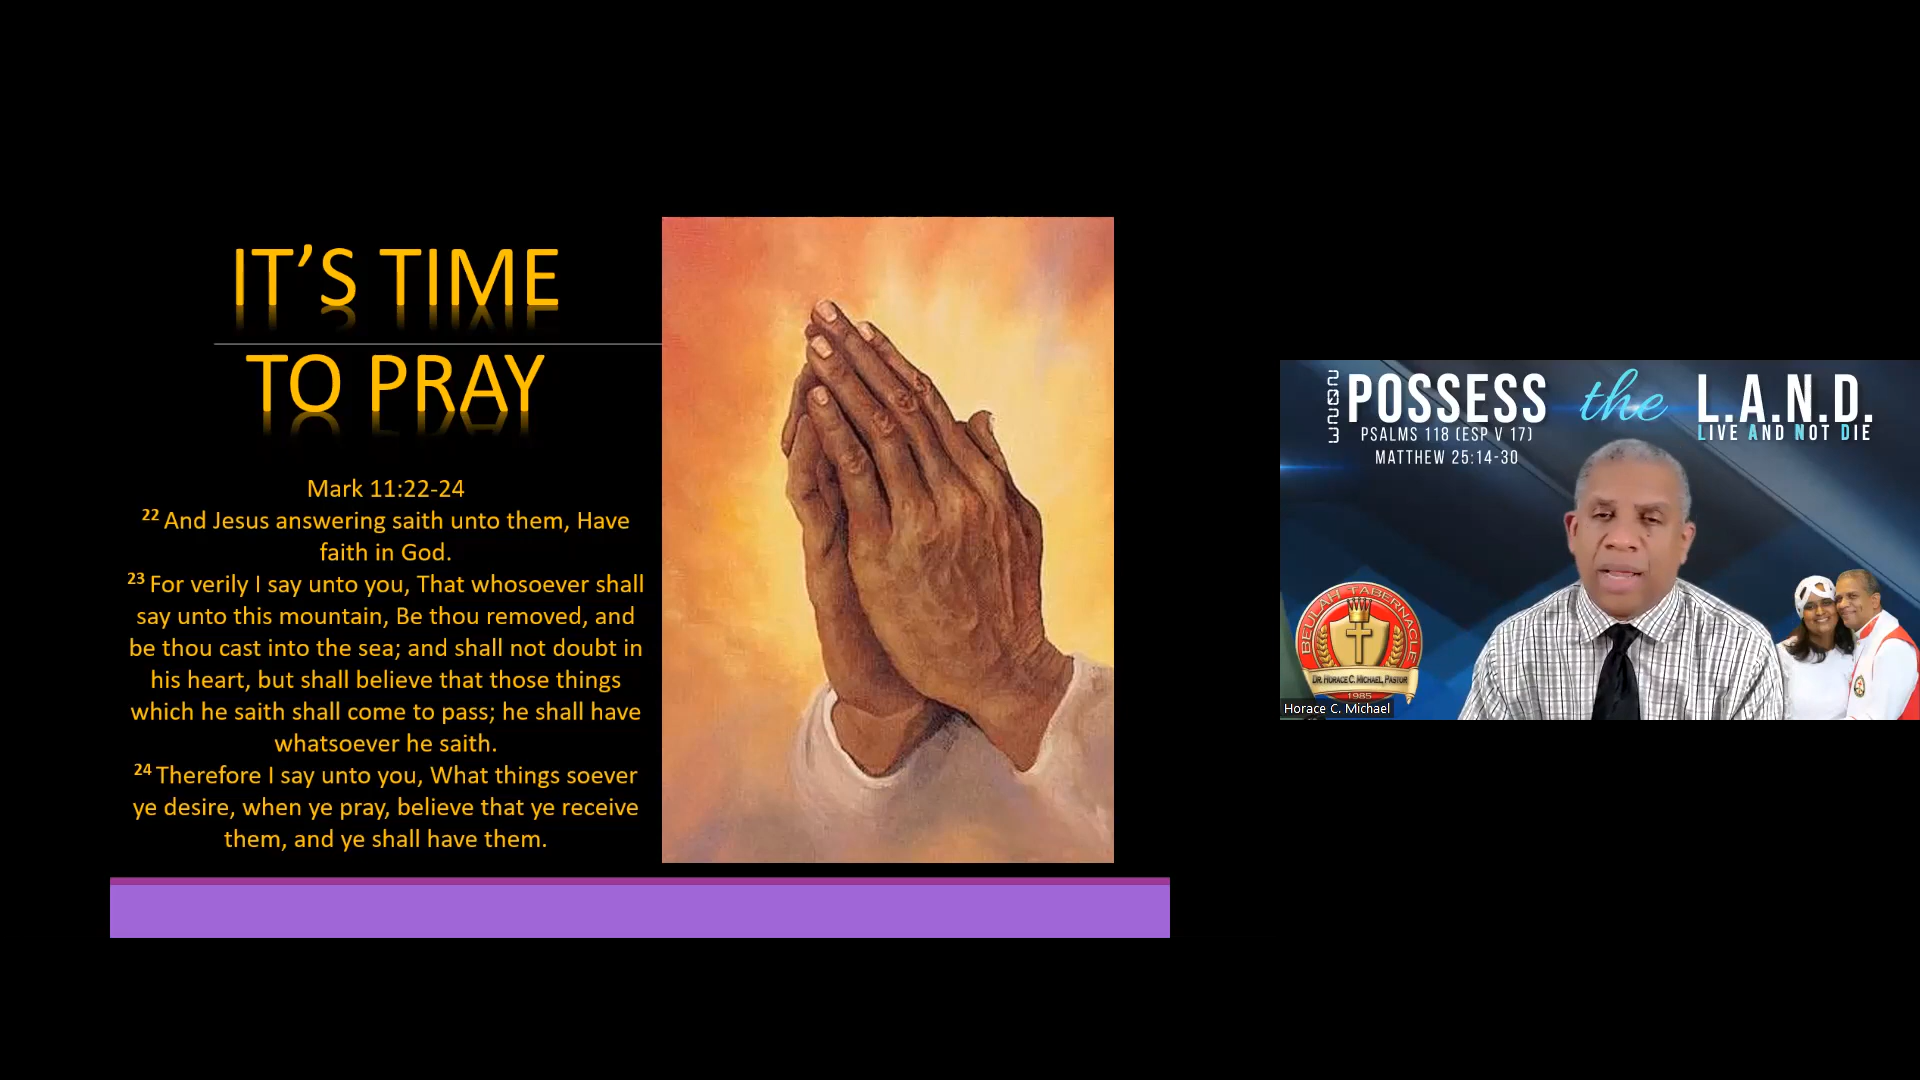 IT’S TIME
TO PRAY
Mark 11:22-24
22 And Jesus answering saith unto them, Have
faith in God.
23 For verily I say unto you, That whosoever shall
say unto this mountain, Be thou removed, and
be thou cast into the sea; and shall not doubt in
his heart, but shall believe that those things
which he saith shall come to pass; he shall have
whatsoever he saith.
24 Therefore I say unto you, What things soever
ye desire, when ye pray, believe that ye receive
them, and ye shall have them.
POSSESS the L.A.N.D.
PSALMS 118 (ESP V 17)
LIVE AND NOT DIE
MATTHEW 25:14-30
BEULAH TABERNACLE
DR. HORACE C. MICHAEL, PASTOR
1985
Horace C. Michael